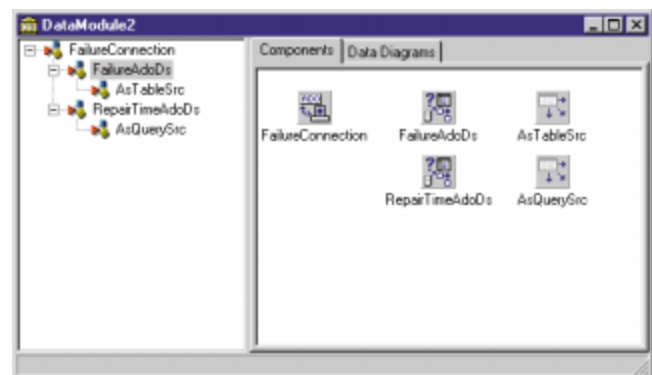 DataModule2
FailureConnection
FailureAdoDs
AsTableSrc
RepairTimeAdoDs
AsQuerySrc
Components
Data Diagrams
FailureConnection
FailureAdoDs
AsTableSrc
RepairTimeAdoDs
AsQuerySrc